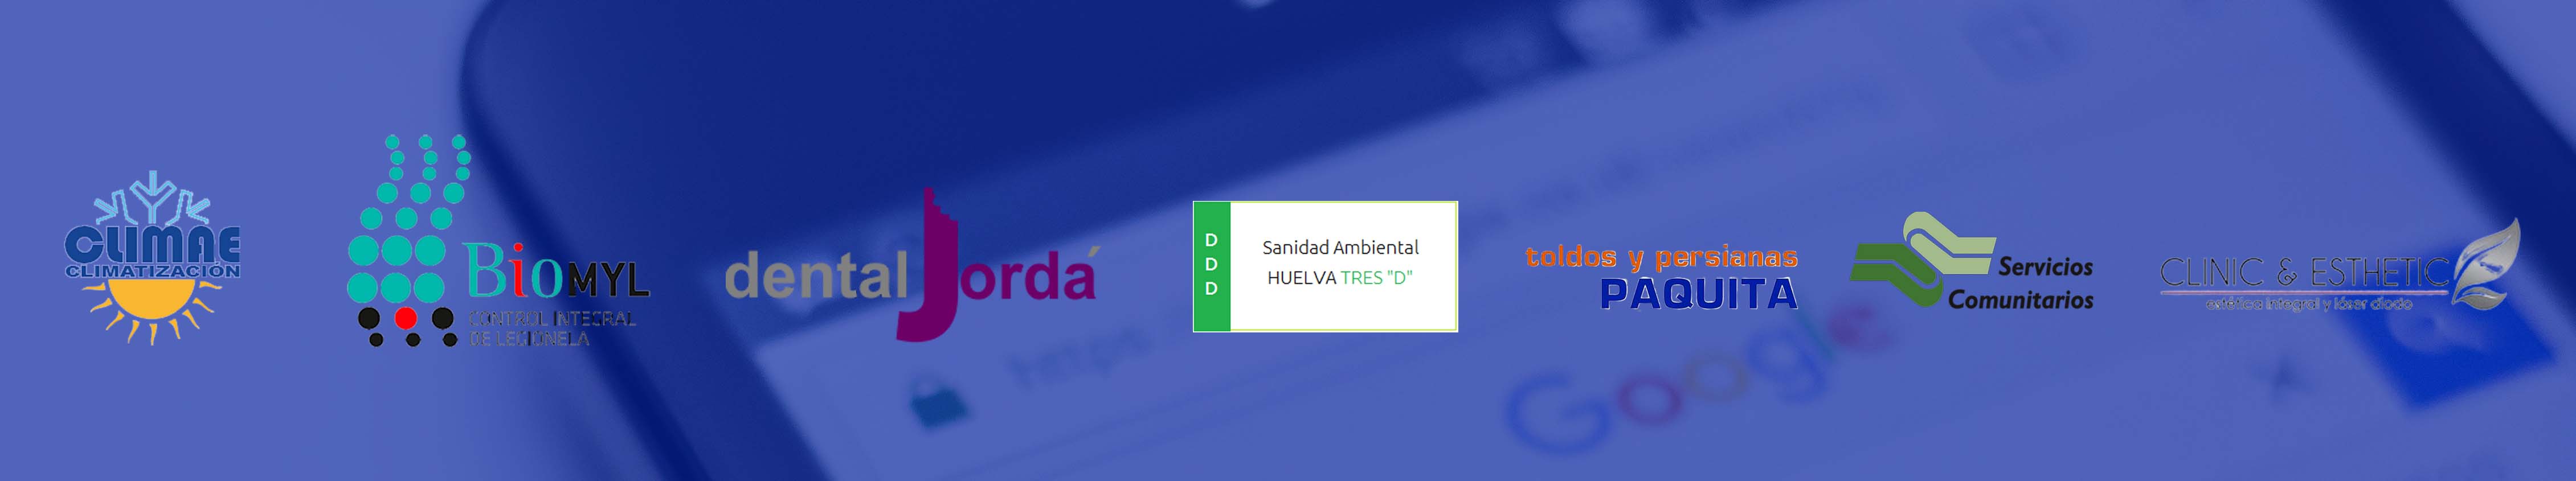 CLIMAE
CLIMATIZACIÓN
BioMYL
CONTROL INTEGRAL
DE LEGIONELA
dental Jordá
D
D
D
Sanidad Ambiental
HUELVA TRES "D"
toldos y persianas
PAQUITA
Servicios
Comunitarios
CLINIC & ESTHETIC
estética integral y láser diodo
https
Google